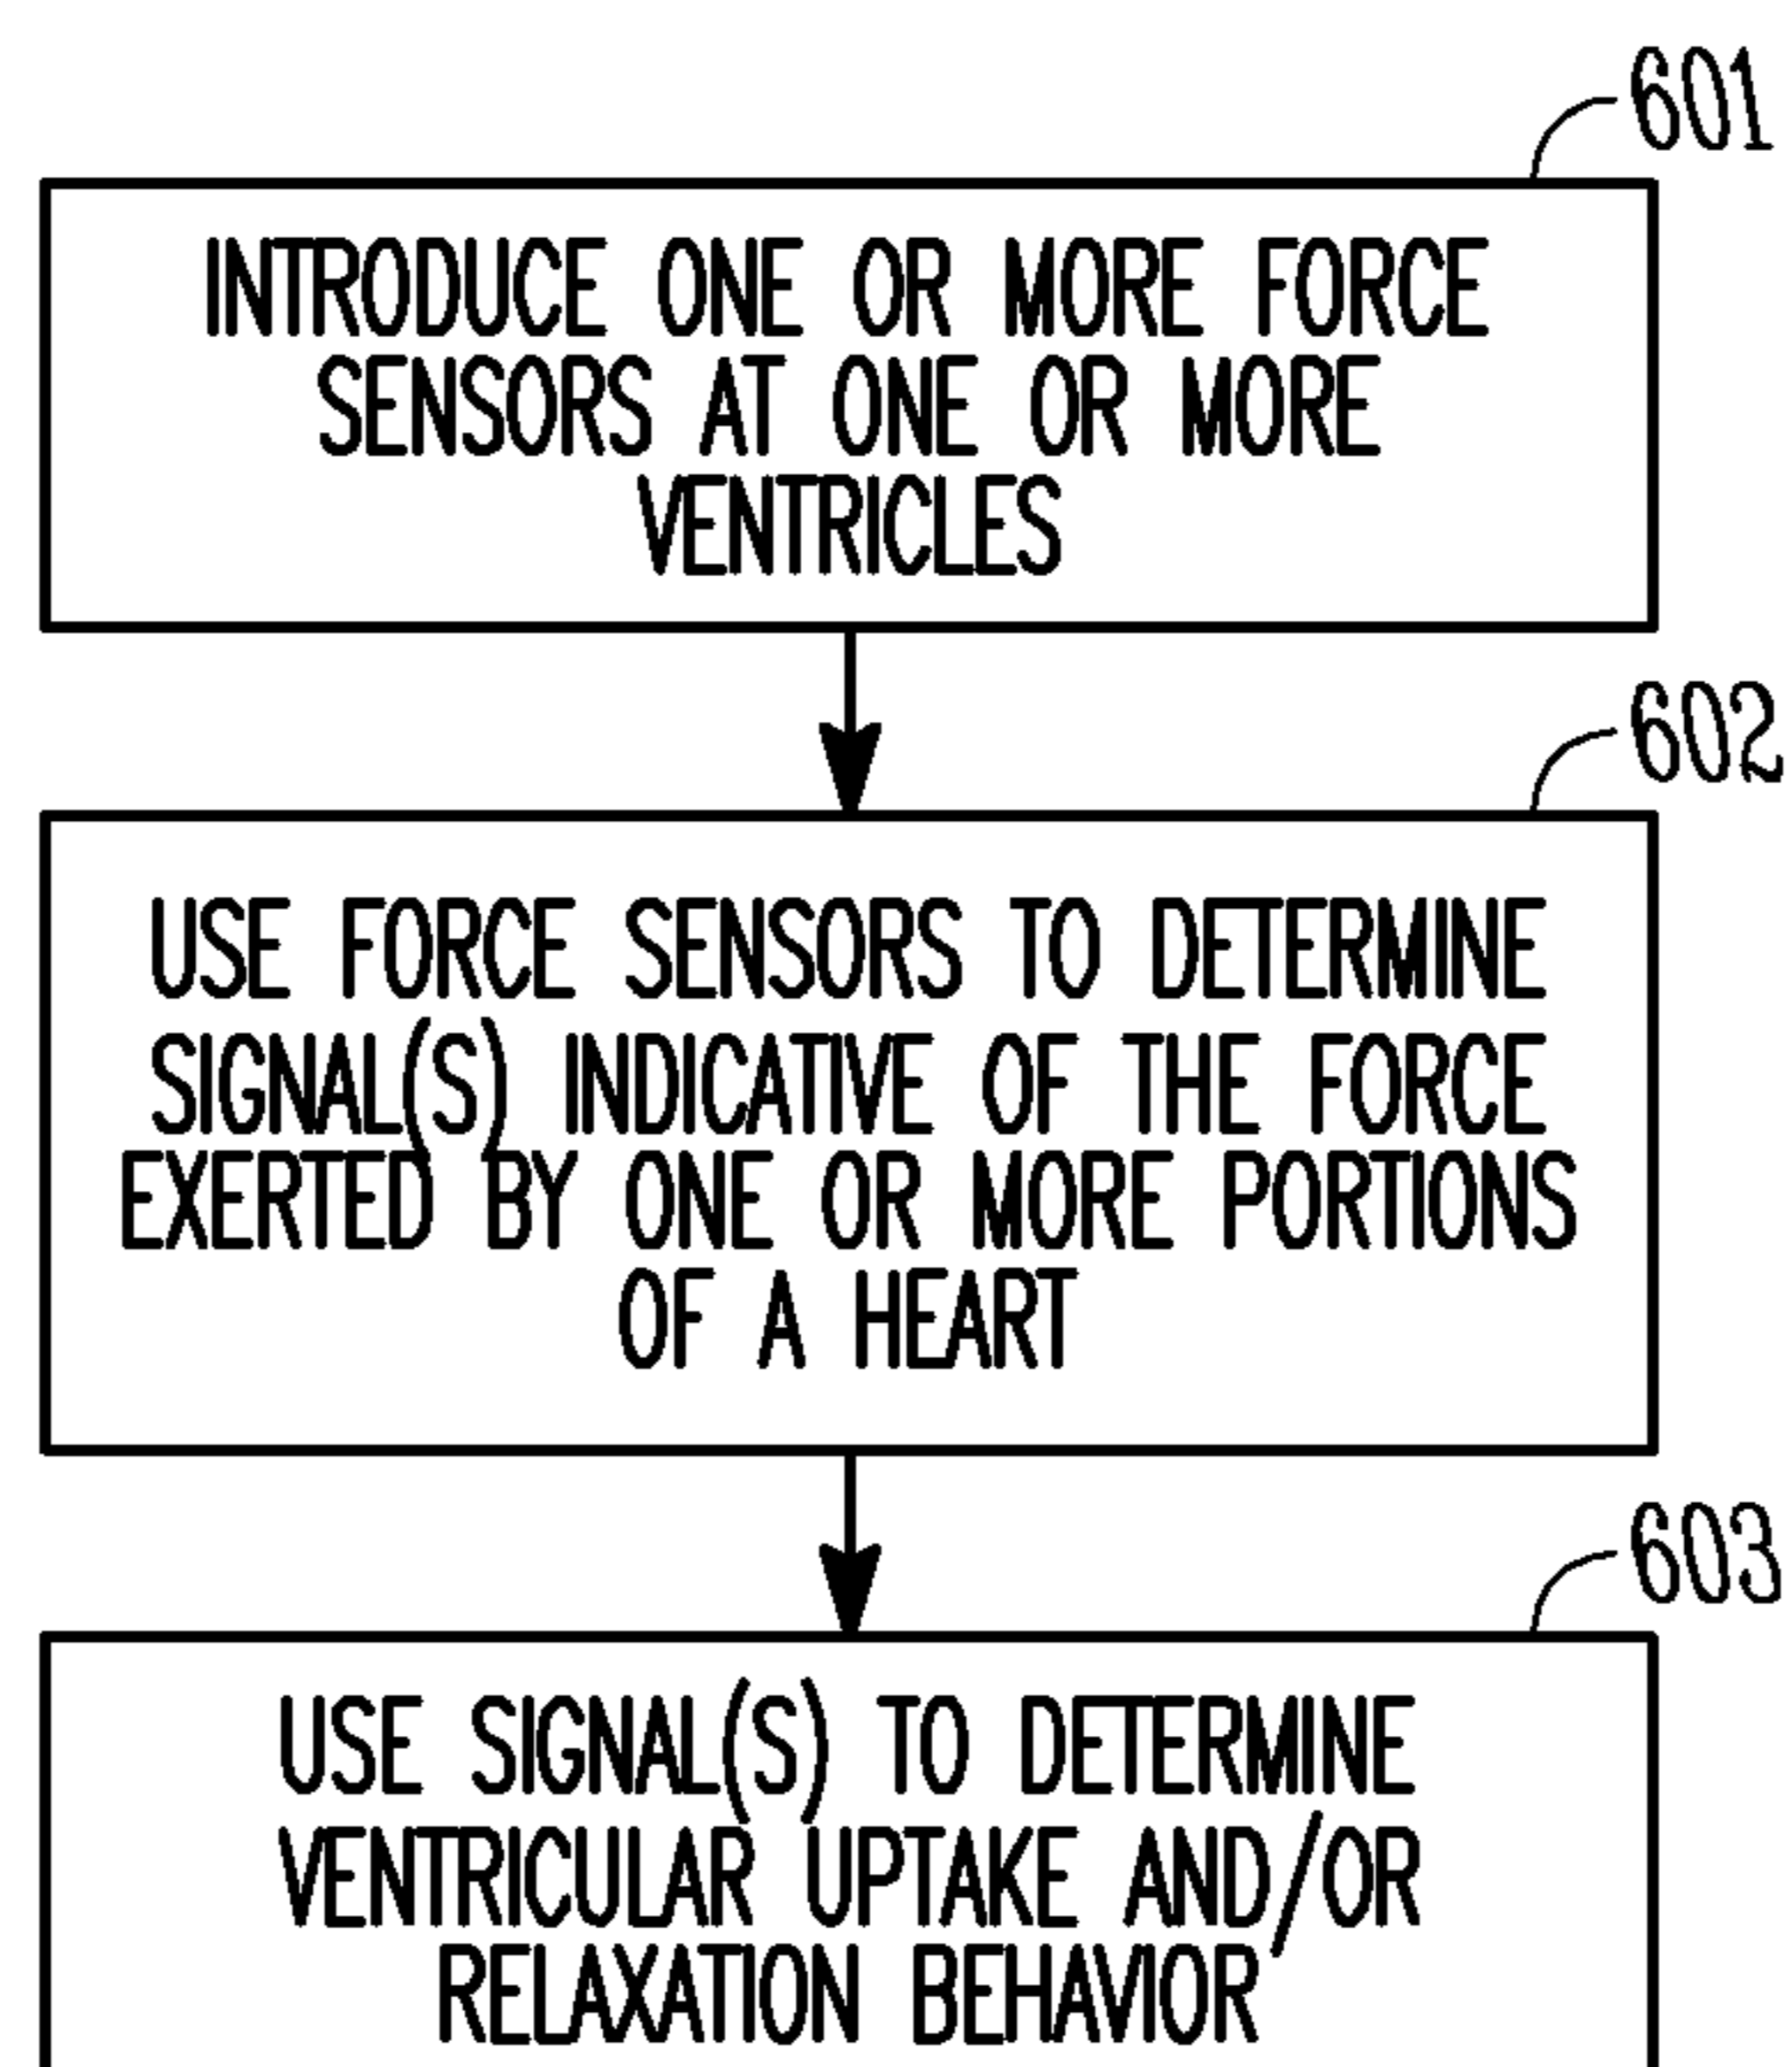 601
INTRODUCE ONE OR MORE FORCE
SENSORS AT ONE OR MORE
VENTRICLES
602
USE FORCE SENSORS TO DETERMINE
SIGNAL(S) INDICATIVE OF THE FORCE
EXERTED BY ONE OR MORE PORTIONS
OF A HEART
603
USE SIGNAL(S) TO DETERMINE
VENTRICULAR UPTAKE AND/OR
RELAXATION BEHAVIOR